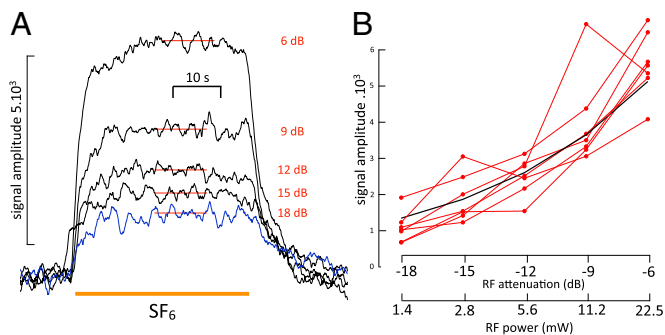 A
6 dB
10 s
9 dB
12 dB
15 dB
18 dB
signal amplitude 5.10³
SF₆
B
signal amplitude .10³
6
5
4
3
2
1
0
-18 -15 -12 -9 -6
RF attenuation (dB)
1.4 2.8 5.6 11.2 22.5
RF power (mW)